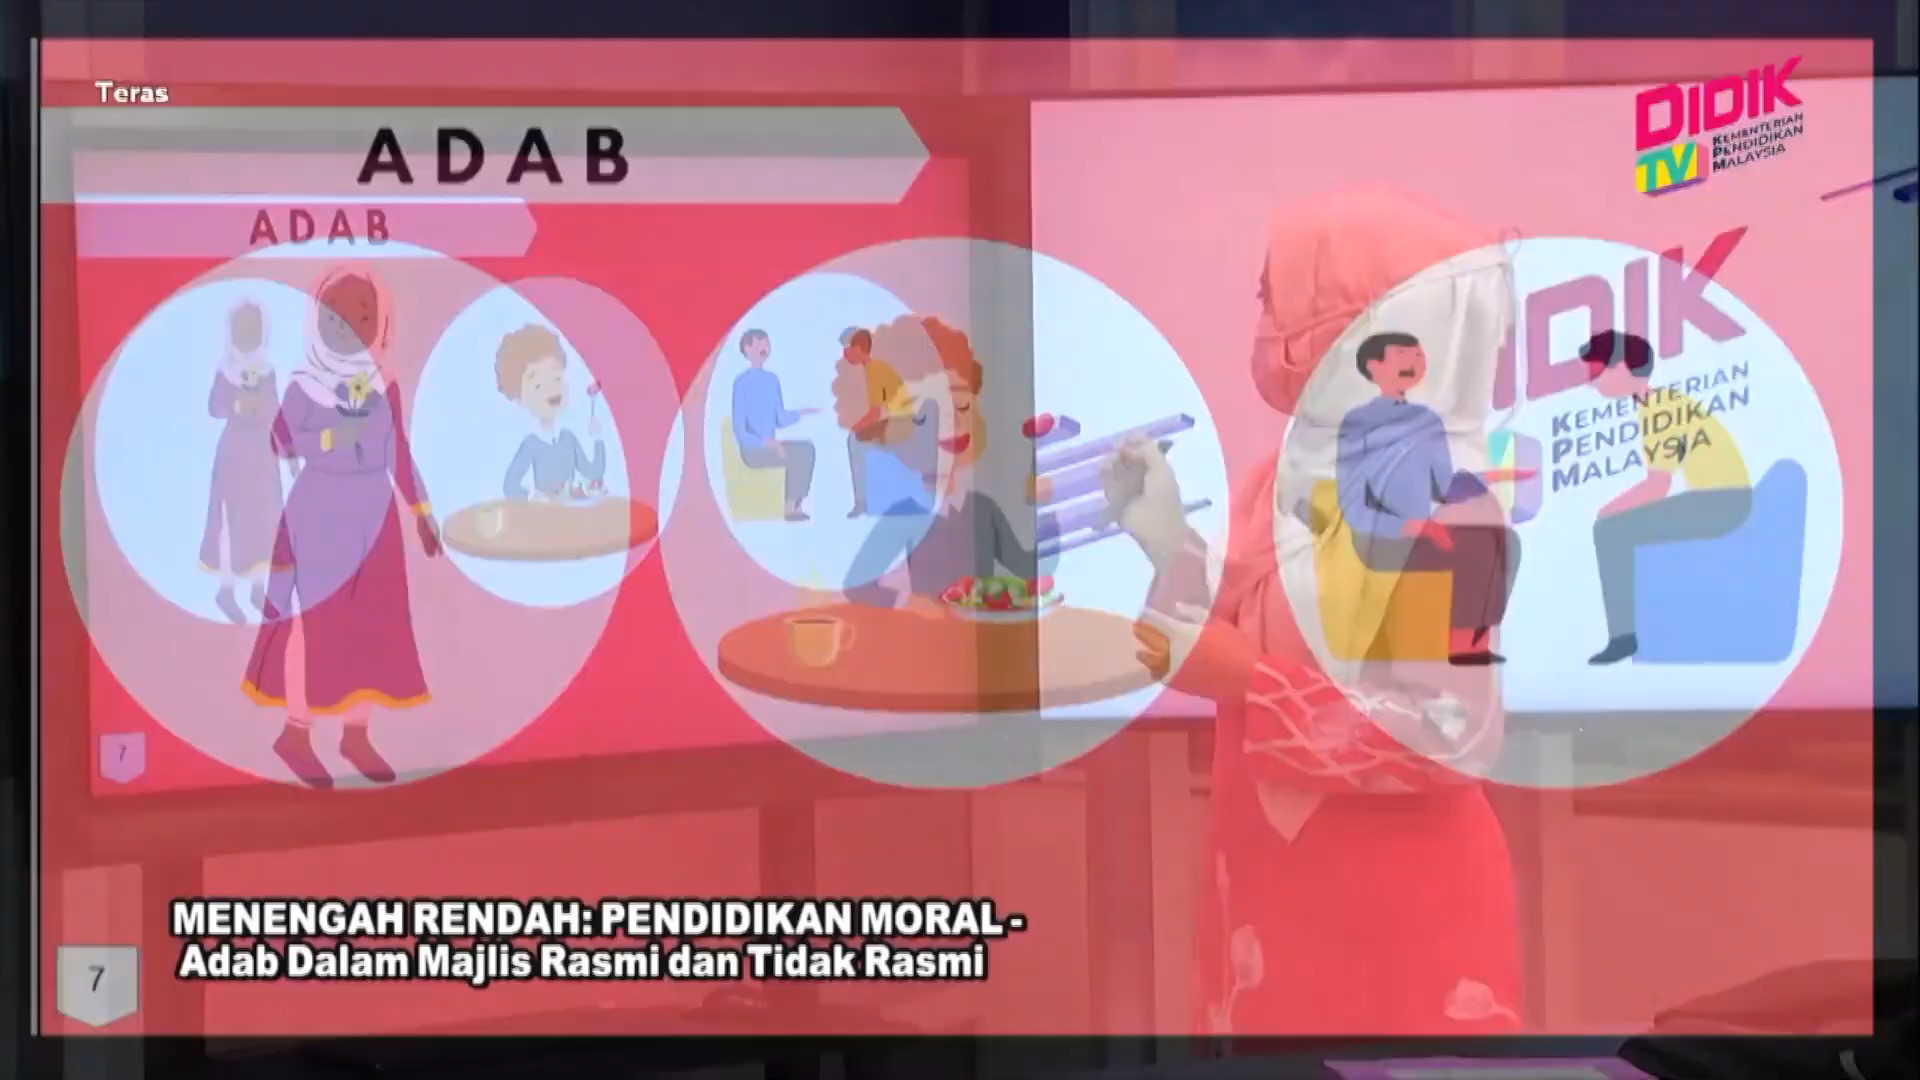 Teras
ADAB
ADAB
DIDIK
TV
KEMENTERIAN
PENDIDIKAN
MALAYSIA
DIDIK
KEMENTERIAN
PENDIDIKAN
MALAYSIA
7
MENENGAH RENDAH: PENDIDIKAN MORAL -
Adab Dalam Majlis Rasmi dan Tidak Rasmi
7